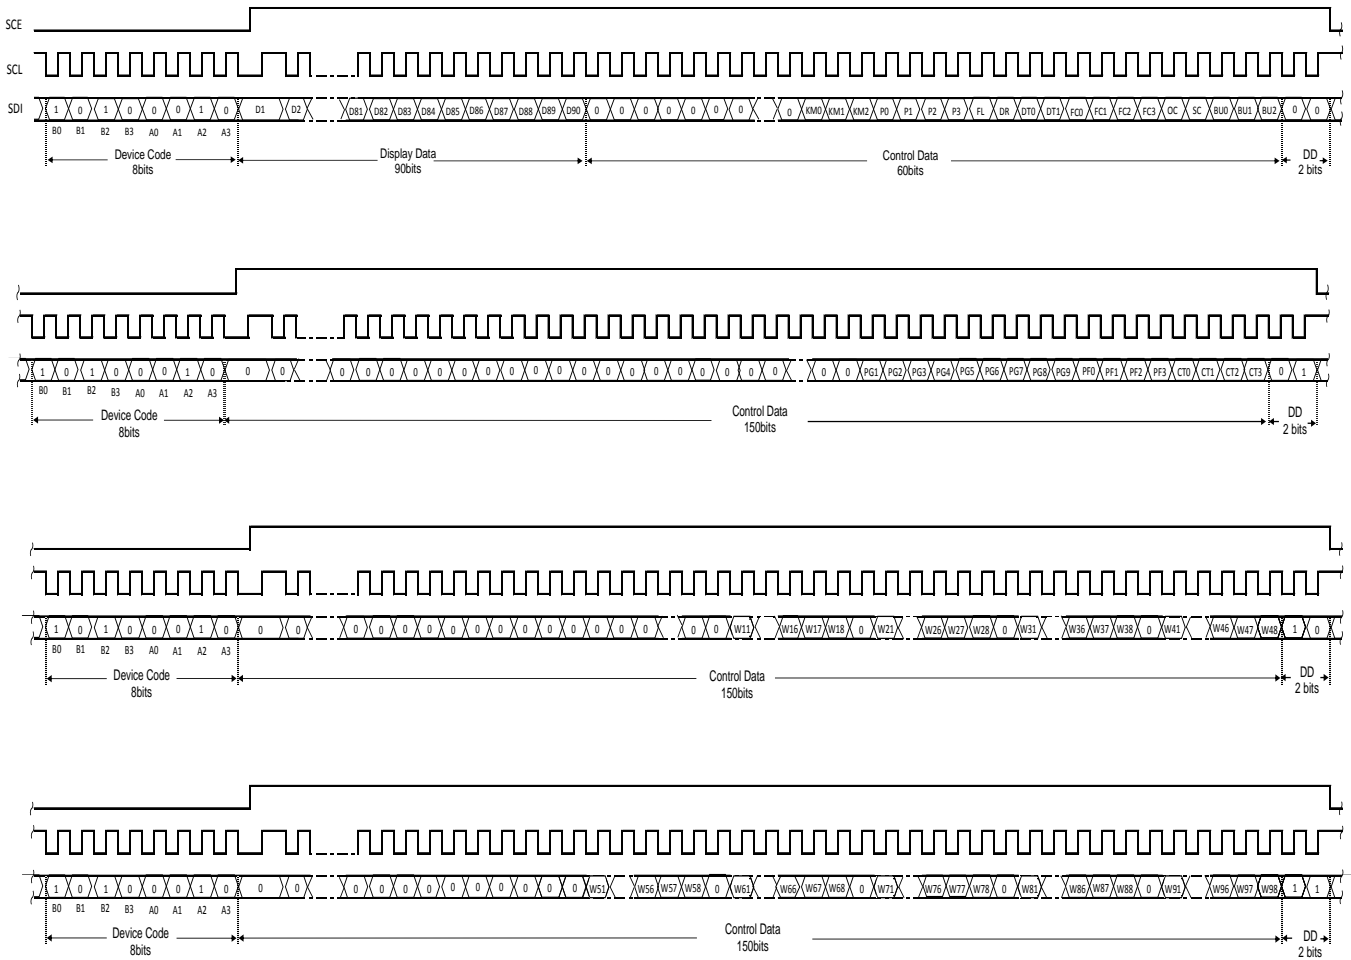 SCE
SCL
SDI 1 0 1 0 0 0 1 0 D1 D2 D81 D82 D83 D84 D85 D86 D87 D88 D89 D90 0 0 0 0 0 0 0 0 KM0 KM1 KM2 P0 P1 P2 P3 FL DR DT0 DT1 FC0 FC1 FC2 FC3 OC SC BU0 BU1 BU2 0 0
B0 B1 B2 B3 A0 A1 A2 A3
Device Code Display Data Control Data DD
8bits 90bits 60bits 2 bits
1 0 1 0 0 0 1 0 0 0 0 0 0 0 0 0 0 0 0 0 0 0 0 0 0 0 0 0 0 0 0 PG1 PG2 PG3 PG4 PG5 PG6 PG7 PG8 PG9 PF0 PF1 PF2 PF3 CT0 CT1 CT2 CT3 0 1
B0 B1 B2 B3 A0 A1 A2 A3
Device Code Control Data DD
8bits 150bits 2 bits
1 0 1 0 0 0 1 0 0 0 0 0 0 0 0 0 0 0 0 0 0 0 0 0 0 0 W11 W16 W17 W18 0 W21 W26 W27 W28 0 W31 W36 W37 W38 0 W41 W46 W47 W48 1 0
B0 B1 B2 B3 A0 A1 A2 A3
Device Code Control Data DD
8bits 150bits 2 bits
1 0 1 0 0 0 1 0 0 0 0 0 0 0 0 0 0 0 0 0 W51 W56 W57 W58 0 W61 W66 W67 W68 0 W71 W76 W77 W78 0 W81 W86 W87 W88 0 W91 W96 W97 W98 1 1
B0 B1 B2 B3 A0 A1 A2 A3
Device Code Control Data DD
8bits 150bits 2 bits